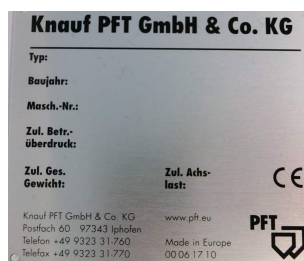 Knauf PFT GmbH & Co. KG
Typ:
Baujahr:
Masch.-Nr.:
Zul. Betr.-
überdruck:
Zul. Ges.
Gewicht:
Zul. Achs-
last:
CE
Knauf PFT GmbH & Co. KG
Postfach 60 97343 Iphofen
Telefon +49 9323 31-760
Telefax +49 9323 31-770
www.pft.eu
Made in Europe
00 06 17 10
PFT